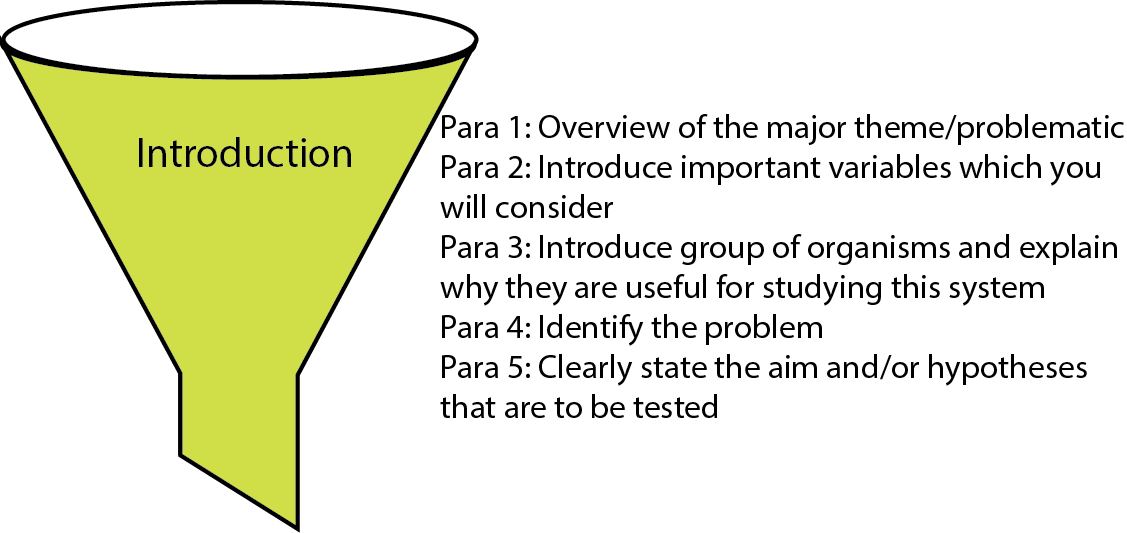 Introduction
Para 1: Overview of the major theme/problematic
Para 2: Introduce important variables which you
will consider
Para 3: Introduce group of organisms and explain
why they are useful for studying this system
Para 4: Identify the problem
Para 5: Clearly state the aim and/or hypotheses
that are to be tested